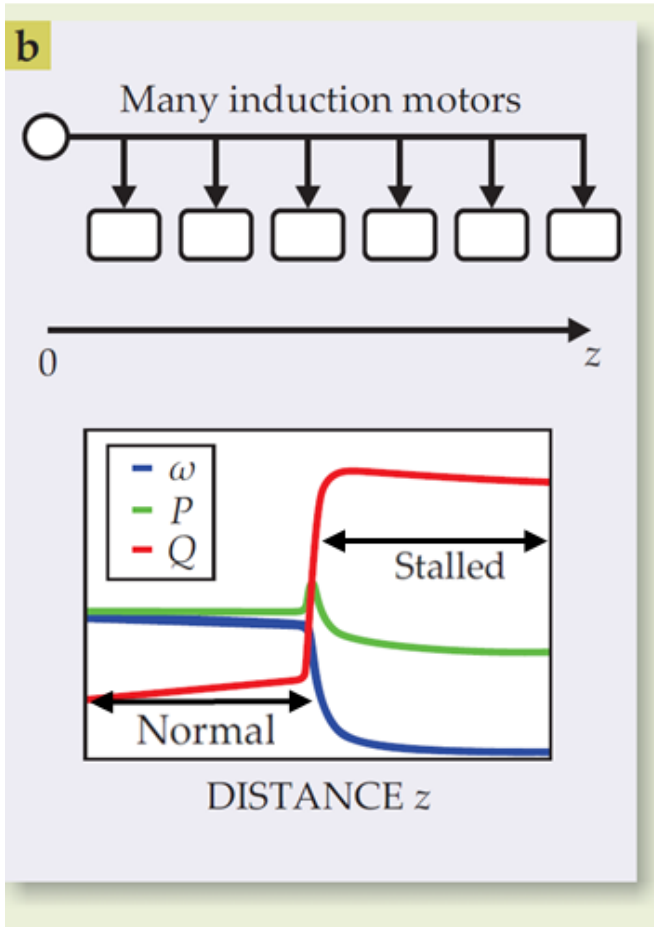 b
Many induction motors
0
z
ω
P
Q
Stalled
Normal
DISTANCE z